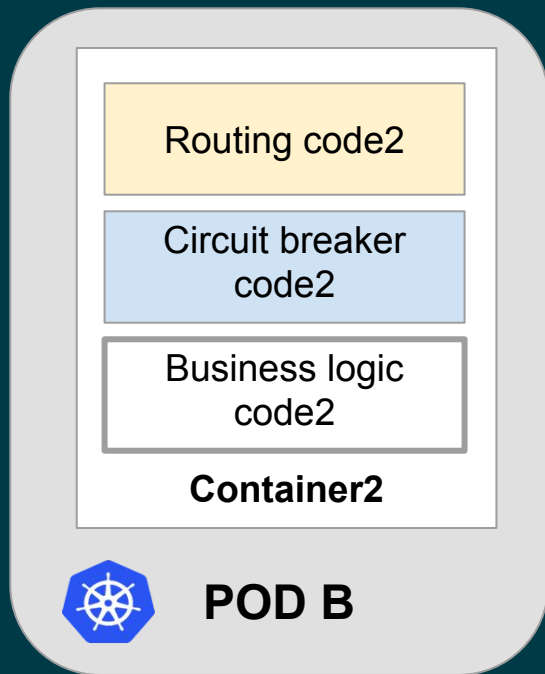 Routing code2
Circuit breaker
code2
Business logic
code2
Container2
POD B